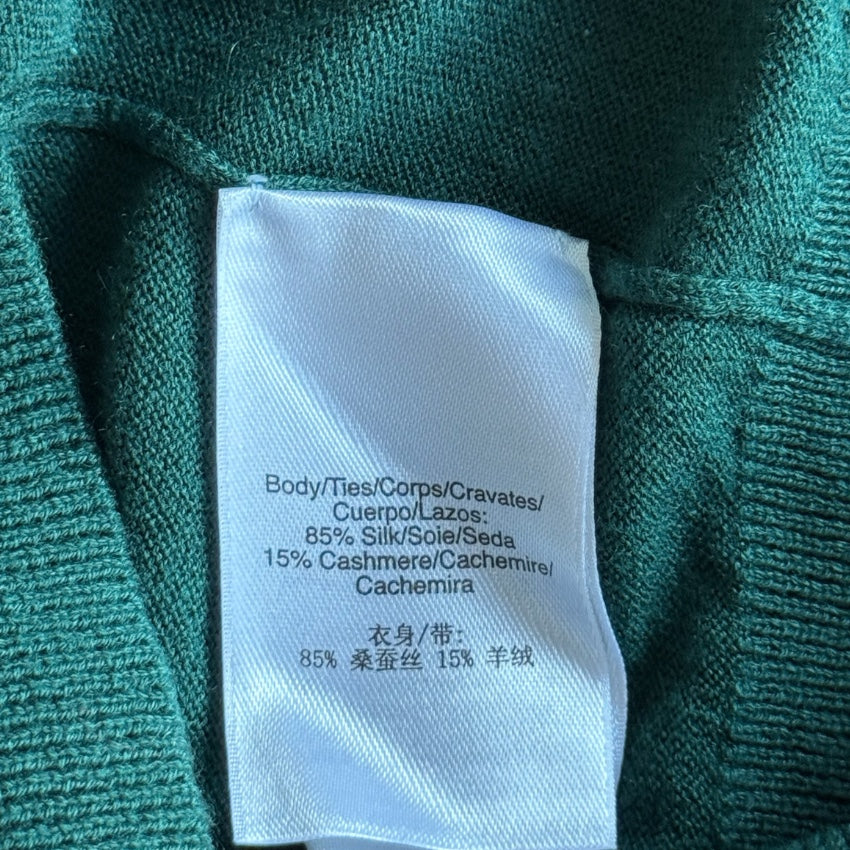 Body/Ties/Corps/Cravates/
Cuerpo/Lazos:
85% Silk/Soie/Seda
15% Cashmere/Cachemire/
Cachemira
衣身/带:
85% 桑蚕丝 15% 羊绒